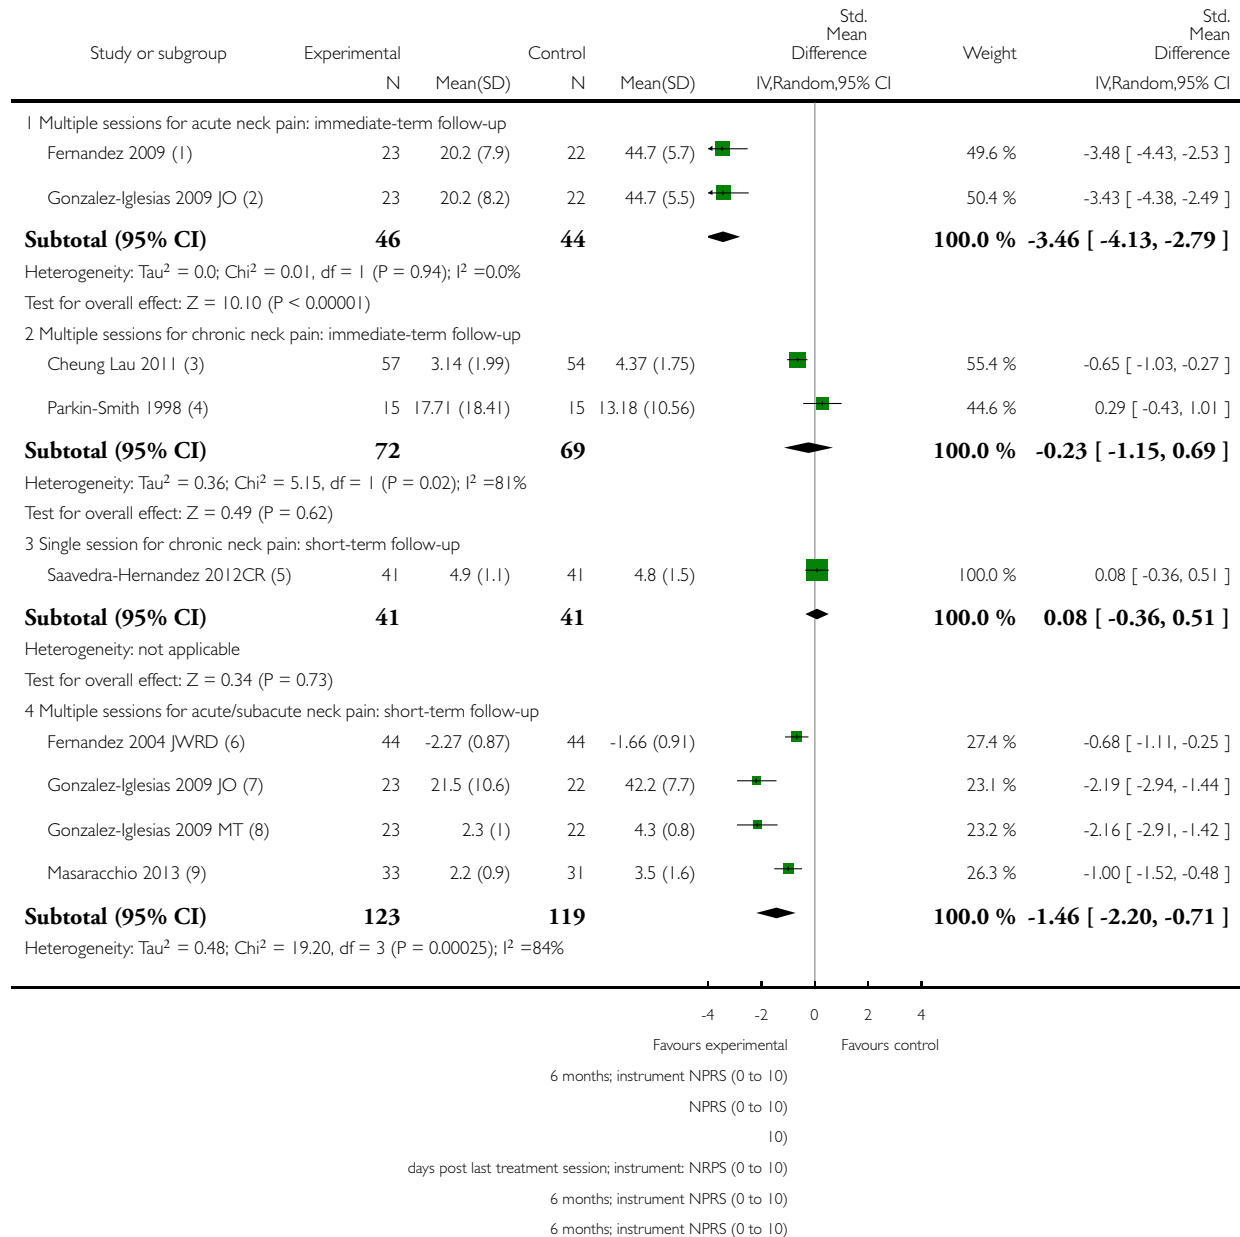 Std. Mean Difference
Std. Mean Difference
Study or subgroup Experimental Control Weight
N Mean(SD) N Mean(SD) IV,Random,95% CI IV,Random,95% CI
1 Multiple sessions for acute neck pain: immediate-term follow-up
Fernandez 2009 (1) 23 20.2 (7.9) 22 44.7 (5.7) 49.6 % -3.48 [ -4.43, -2.53 ]
Gonzalez-Iglesias 2009 JO (2) 23 20.2 (8.2) 22 44.7 (5.5) 50.4 % -3.43 [ -4.38, -2.49 ]
Subtotal (95% CI) 46 44 100.0 % -3.46 [ -4.13, -2.79 ]
Heterogeneity: Tau² = 0.0; Chi² = 0.01, df = 1 (P = 0.94); I² =0.0%
Test for overall effect: Z = 10.10 (P < 0.00001)
2 Multiple sessions for chronic neck pain: immediate-term follow-up
Cheung Lau 2011 (3) 57 3.14 (1.99) 54 4.37 (1.75) 55.4 % -0.65 [ -1.03, -0.27 ]
Parkin-Smith 1998 (4) 15 17.71 (18.41) 15 13.18 (10.56) 44.6 % 0.29 [ -0.43, 1.01 ]
Subtotal (95% CI) 72 69 100.0 % -0.23 [ -1.15, 0.69 ]
Heterogeneity: Tau² = 0.36; Chi² = 5.15, df = 1 (P = 0.02); I² =81%
Test for overall effect: Z = 0.49 (P = 0.62)
3 Single session for chronic neck pain: short-term follow-up
Saavedra-Hernandez 2012CR (5) 41 4.9 (1.1) 41 4.8 (1.5) 100.0 % 0.08 [ -0.36, 0.51 ]
Subtotal (95% CI) 41 41 100.0 % 0.08 [ -0.36, 0.51 ]
Heterogeneity: not applicable
Test for overall effect: Z = 0.34 (P = 0.73)
4 Multiple sessions for acute/subacute neck pain: short-term follow-up
Fernandez 2004 JWRD (6) 44 -2.27 (0.87) 44 -1.66 (0.91) 27.4 % -0.68 [ -1.11, -0.25 ]
Gonzalez-Iglesias 2009 JO (7) 23 21.5 (10.6) 22 42.2 (7.7) 23.1 % -2.19 [ -2.94, -1.44 ]
Gonzalez-Iglesias 2009 MT (8) 23 2.3 (1) 22 4.3 (0.8) 23.2 % -2.16 [ -2.91, -1.42 ]
Masaracchio 2013 (9) 33 2.2 (0.9) 31 3.5 (1.6) 26.3 % -1.00 [ -1.52, -0.48 ]
Subtotal (95% CI) 123 119 100.0 % -1.46 [ -2.20, -0.71 ]
Heterogeneity: Tau² = 0.48; Chi² = 19.20, df = 3 (P = 0.00025); I² =84%
-4 -2 0 2 4
Favours experimental Favours control
6 months; instrument NPRS (0 to 10)
NPRS (0 to 10)
10)
days post last treatment session; instrument: NRPS (0 to 10)
6 months; instrument NPRS (0 to 10)
6 months; instrument NPRS (0 to 10)